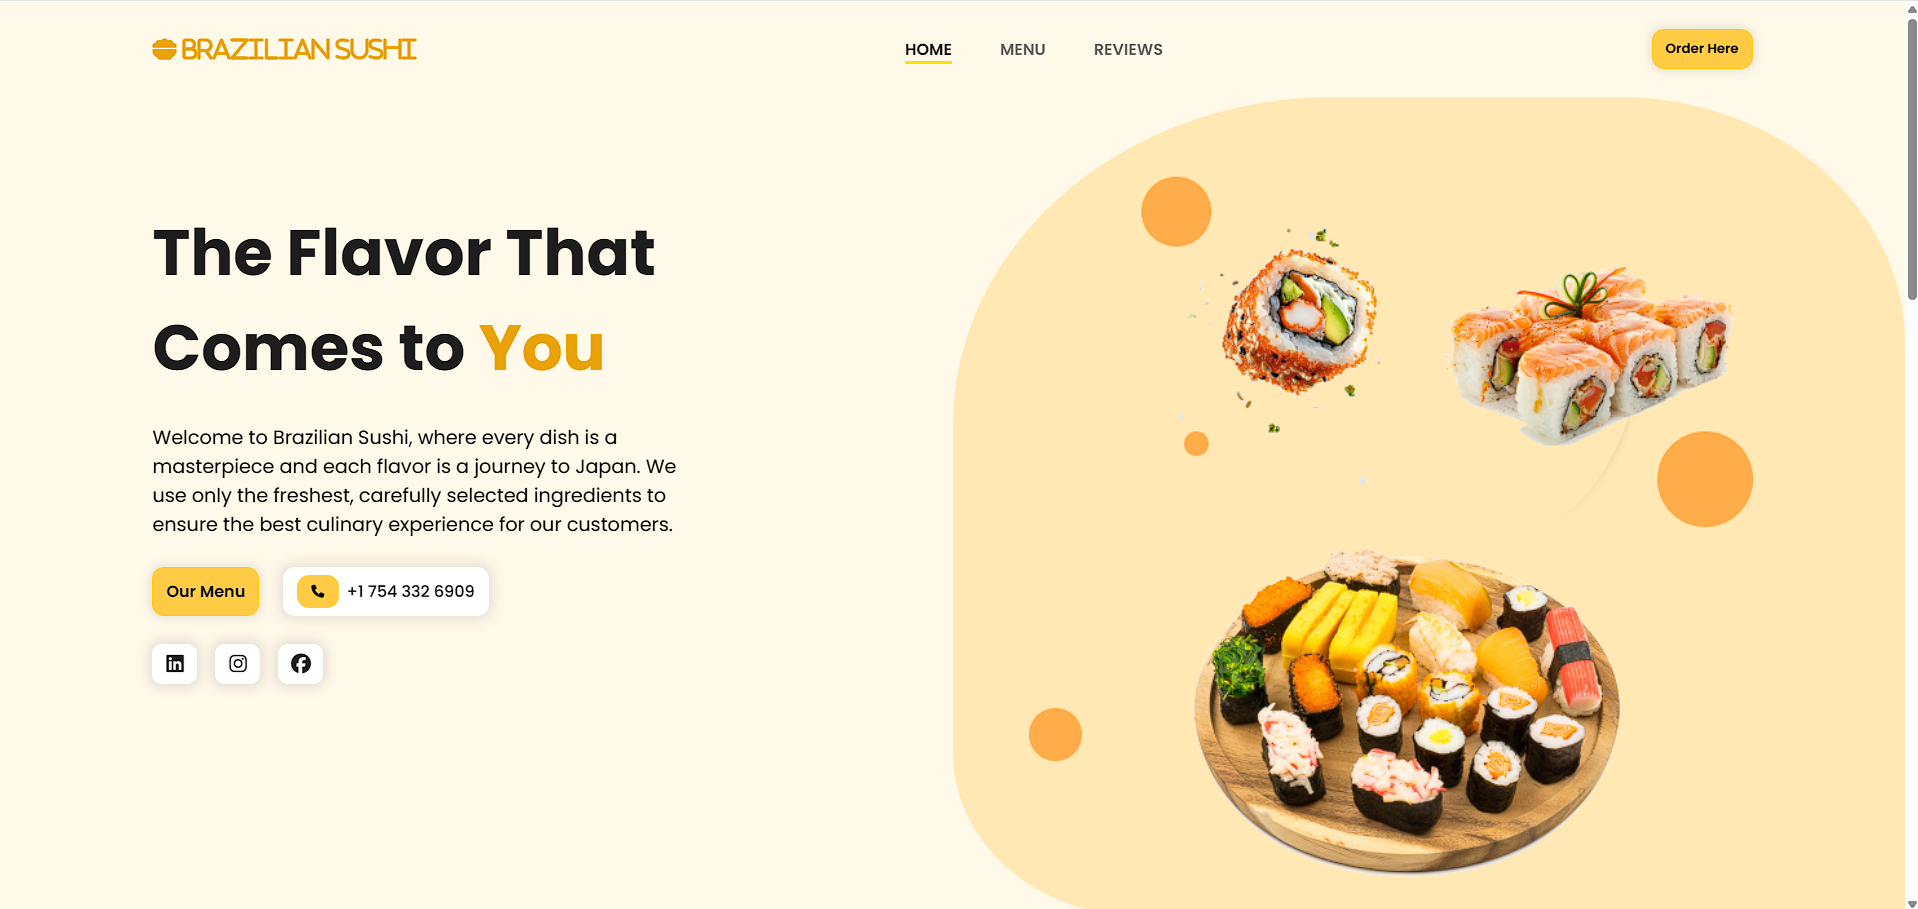 BRAZILIAN SUSHI
HOME
MENU
REVIEWS
Order Here
The Flavor That
Comes to You
Welcome to Brazilian Sushi, where every dish is a
masterpiece and each flavor is a journey to Japan. We
use only the freshest, carefully selected ingredients to
ensure the best culinary experience for our customers.
Our Menu
+1 754 332 6909